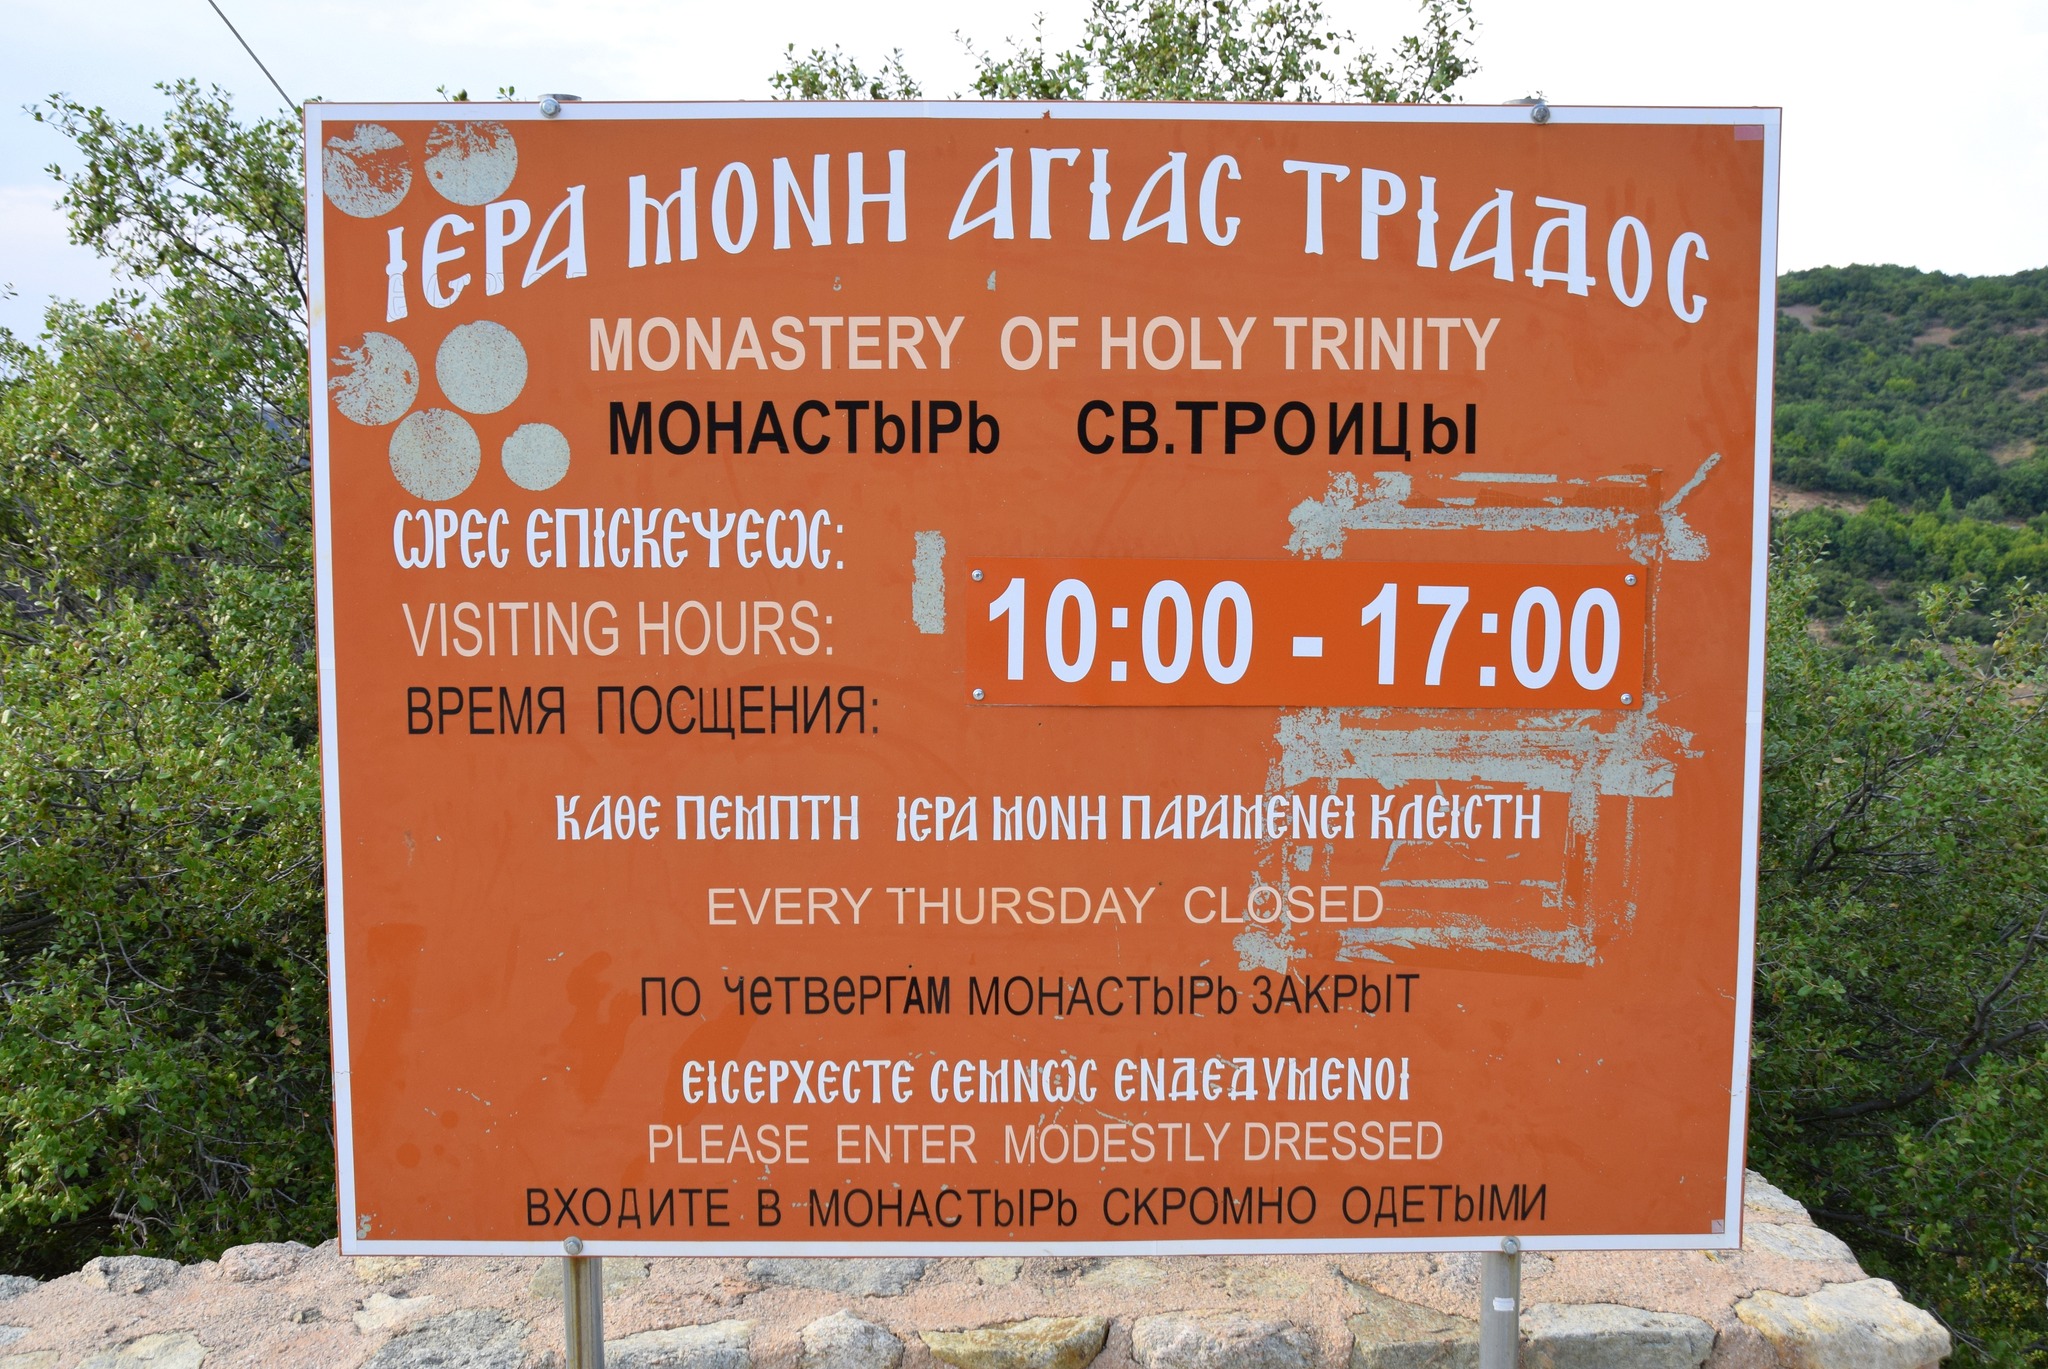 ΙΕΡΑ ΜΟΝΗ ΑΓΙΑΣ ΤΡΙΑΔΟΣ
MONASTERY OF HOLY TRINITY
МОНАСТЫРЬ СВ.ТРОИЦЫ
ΩΡΕΣ ΕΠΙΣΚΕΨΕΩΣ:
VISITING HOURS:
10:00 - 17:00
ВРЕМЯ ПОСЩЕНИЯ:
ΚΑΘΕ ΠΕΜΠΤΗ ΙΕΡΑ ΜΟΝΗ ΠΑΡΑΜΕΝΕΙ ΚΛΕΙΣΤΗ
EVERY THURSDAY CLOSED
ПО четвергАМ МОНАСТЫРЬ ЗАКРЫТ
ΕΙΣΕΡΧΕΣΤΕ ΣΕΜΝΩΣ ΕΝΔΕΔΥΜΕΝΟΙ
PLEASE ENTER MODESTLY DRESSED
ВХОДИТЕ В МОНАСТЫРЬ СКРОМНО ОДЕТЫМИ